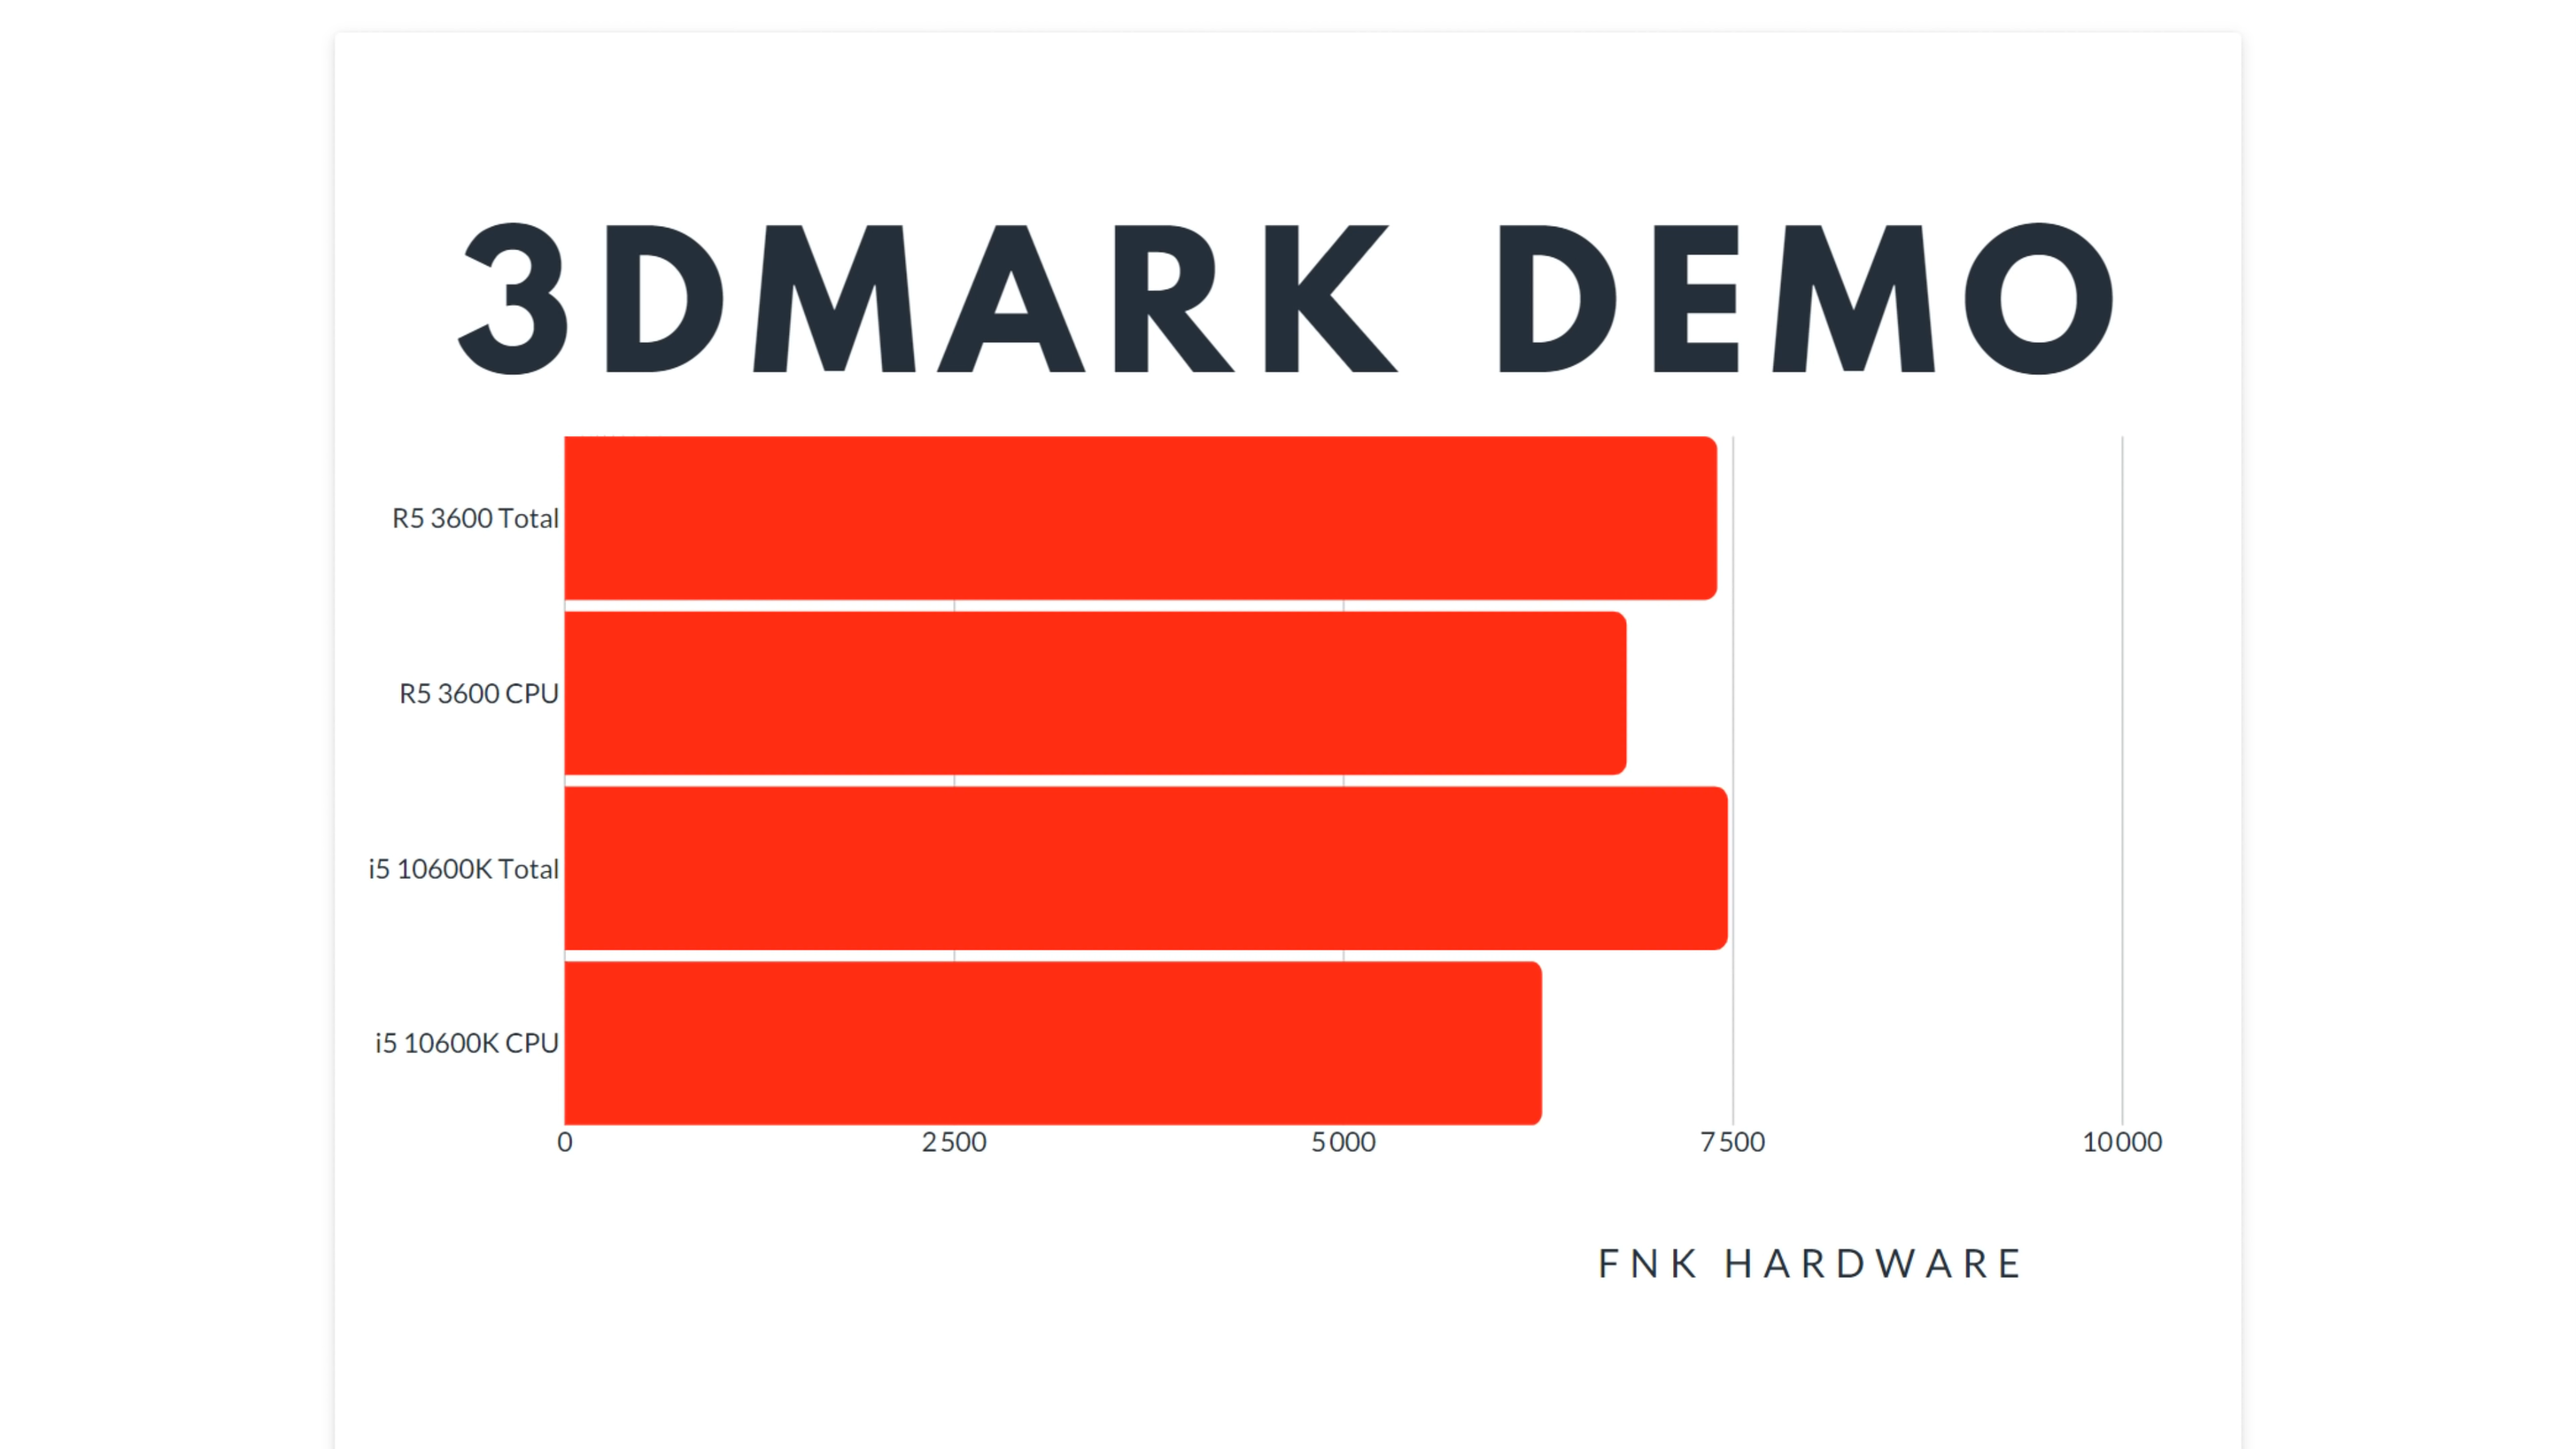 3DMARK DEMO
R5 3600 Total
R5 3600 CPU
i5 10600K Total
i5 10600K CPU
0 2500 5000 7500 10000
FNK HARDWARE